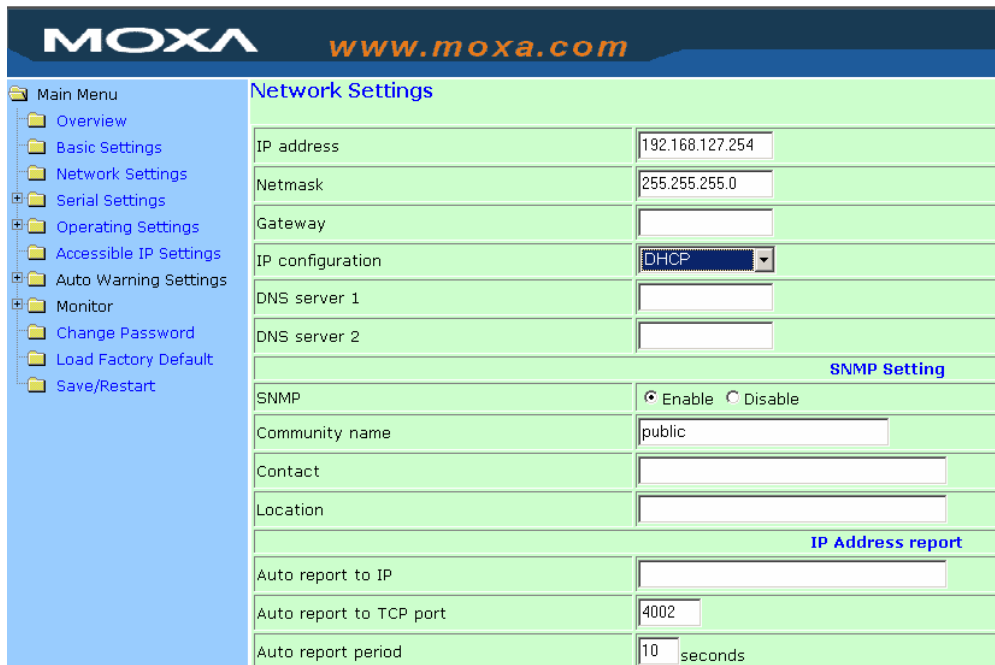 MOXA www.moxa.com
Main Menu
Overview
Basic Settings
Network Settings
Serial Settings
Operating Settings
Accessible IP Settings
Auto Warning Settings
Monitor
Change Password
Load Factory Default
Save/Restart
Network Settings
IP address 192.168.127.254
Netmask 255.255.255.0
Gateway
IP configuration DHCP
DNS server 1
DNS server 2
SNMP Setting
SNMP Enable Disable
Community name public
Contact
Location
IP Address report
Auto report to IP
Auto report to TCP port 4002
Auto report period 10 seconds